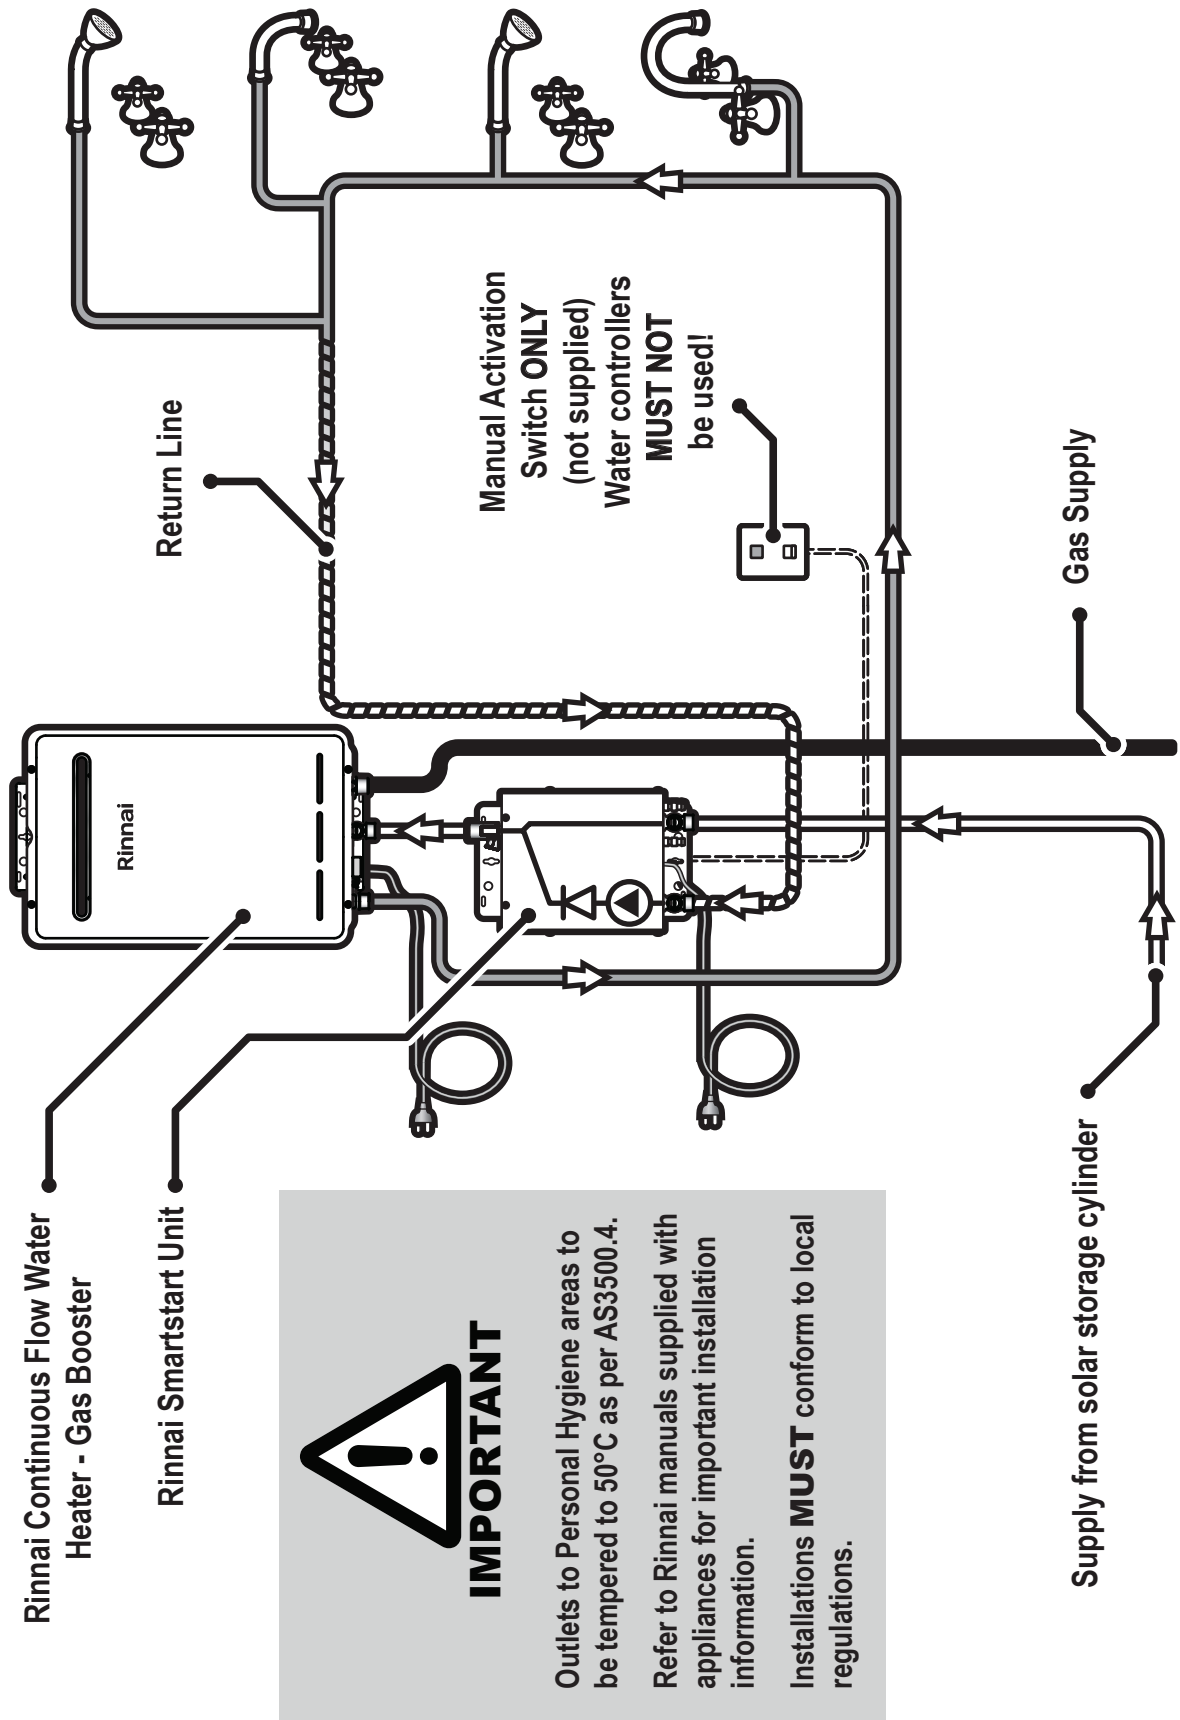 Rinnai Continuous Flow Water
Heater - Gas Booster
Rinnai Smartstart Unit
IMPORTANT
Outlets to Personal Hygiene areas to
be tempered to 50°C as per AS3500.4.
Refer to Rinnai manuals supplied with
appliances for important installation
information.
Installations MUST conform to local
regulations.
Supply from solar storage cylinder
Rinnai
Return Line
Manual Activation
Switch ONLY
(not supplied)
Water controllers
MUST NOT
be used!
Gas Supply